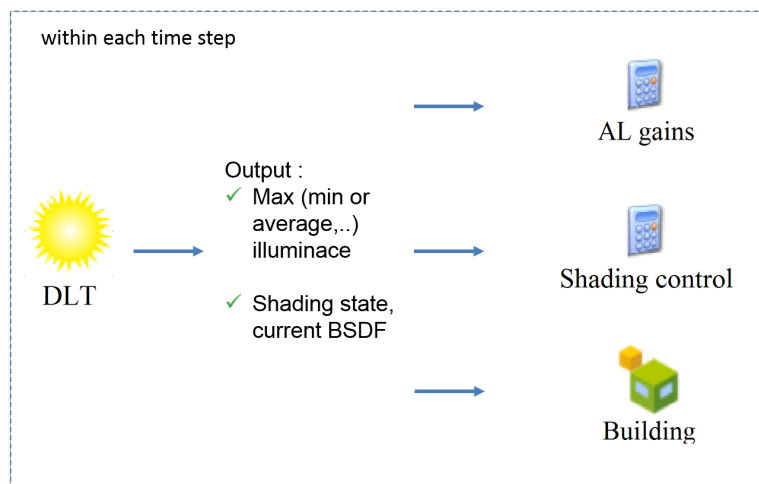 within each time step
DLT
Output :
✓ Max (min or
average,..)
illuminace
✓ Shading state,
current BSDF
AL gains
Shading control
Building